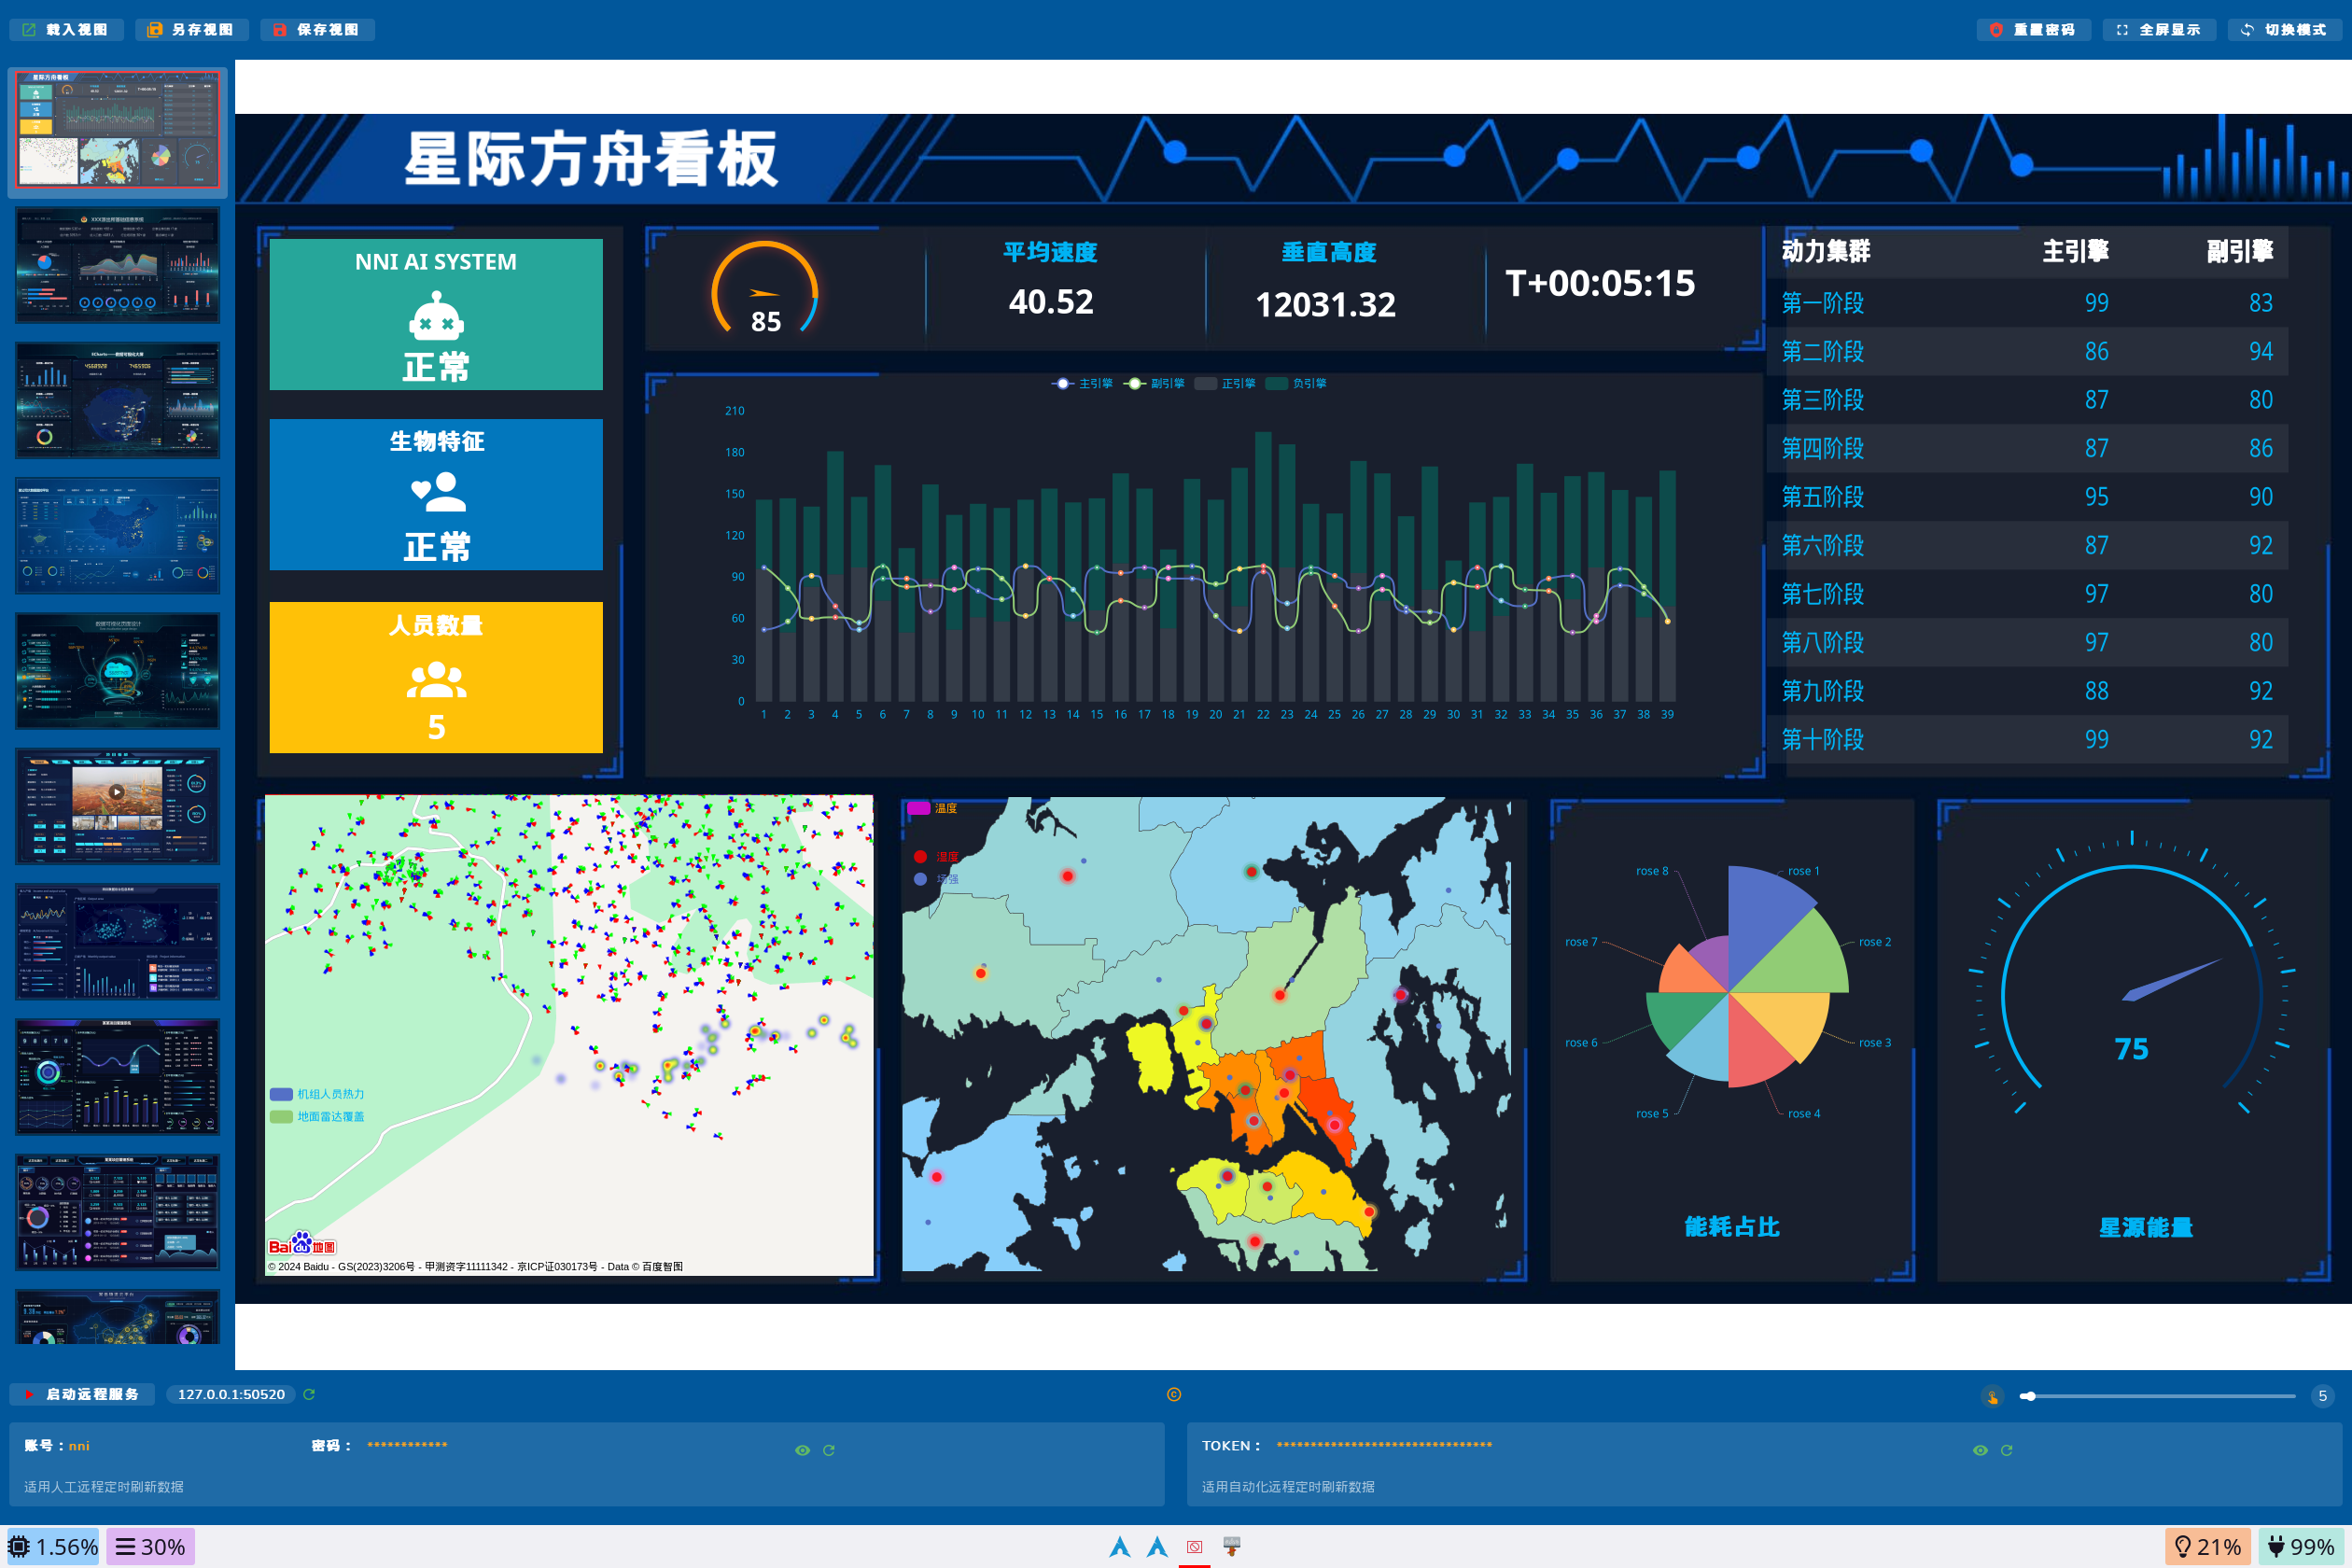 载入视图 另存视图 保存视图 重置密码 全屏显示 切换模式
星际方舟看板
NNI AI SYSTEM
正常
生物特征
正常
人员数量
5
85
平均速度
40.52
垂直高度
12031.32
T+00:05:15
主引擎 副引擎 正引擎 负引擎
210
180
150
120
90
60
30
0
1 2 3 4 5 6 7 8 9 10 11 12 13 14 15 16 17 18 19 20 21 22 23 24 25 26 27 28 29 30 31 32 33 34 35 36 37 38 39
动力集群 主引擎 副引擎
第一阶段 99 83
第二阶段 86 94
第三阶段 87 80
第四阶段 87 86
第五阶段 95 90
第六阶段 87 92
第七阶段 97 80
第八阶段 97 80
第九阶段 88 92
第十阶段 99 92
机组人员热力
地面雷达覆盖
Bai du 地图
© 2024 Baidu - GS(2023)3206号 - 甲测资字11111342 - 京ICP证030173号 - Data © 百度智图
温度
湿度
场强
rose 8 rose 1
rose 7 rose 2
rose 6 rose 3
rose 5 rose 4
能耗占比
75
星源能量
启动远程服务 127.0.0.1:50520 5
账号：nni 密码： ************
适用人工远程定时刷新数据
TOKEN： ********************************
适用自动化远程定时刷新数据
1.56% 30% 21% 99%